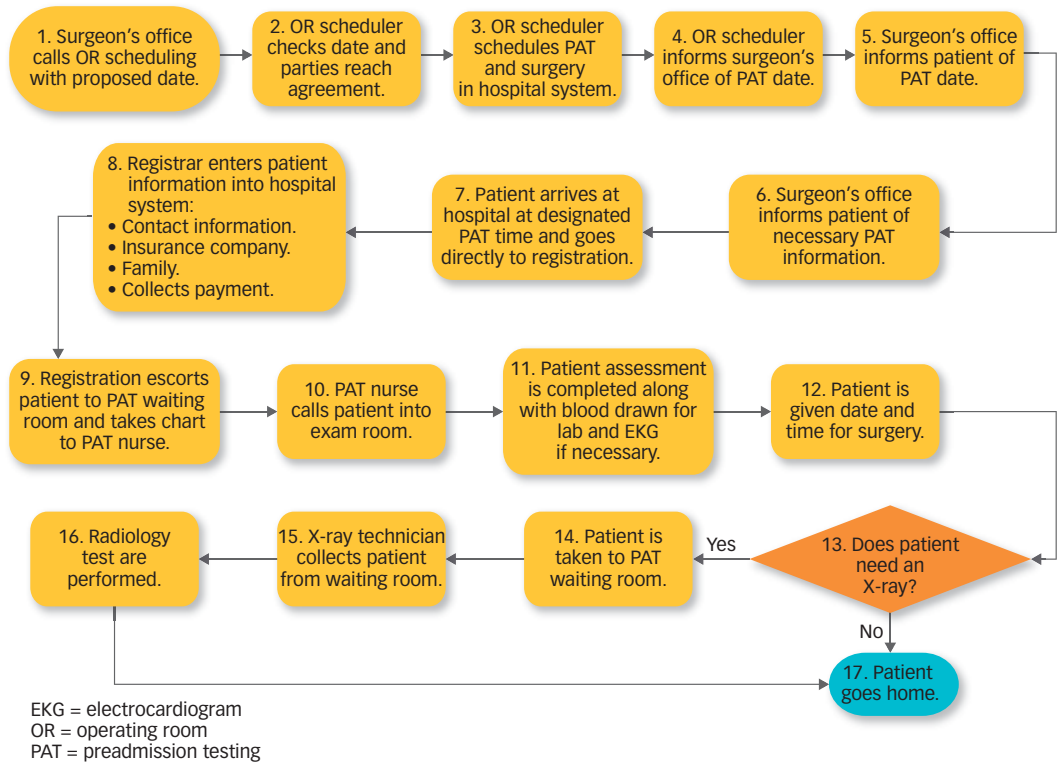 1. Surgeon's office
calls OR scheduling
with proposed date.
2. OR scheduler
checks date and
parties reach
agreement.
3. OR scheduler
schedules PAT
and surgery
in hospital system.
4. OR scheduler
informs surgeon's
office of PAT date.
5. Surgeon's office
informs patient of
PAT date.
6. Surgeon's office
informs patient of
necessary PAT
information.
7. Patient arrives at
hospital at designated
PAT time and goes
directly to registration.
8. Registrar enters patient
information into hospital
system:
• Contact information.
• Insurance company.
• Family.
• Collects payment.
9. Registration escorts
patient to PAT waiting
room and takes chart
to PAT nurse.
10. PAT nurse
calls patient into
exam room.
11. Patient assessment
is completed along
with blood drawn for
lab and EKG
if necessary.
12. Patient is
given date and
time for surgery.
13. Does patient
need an
X-ray?
Yes
14. Patient is
taken to PAT
waiting room.
15. X-ray technician
collects patient
from waiting room.
16. Radiology
test are
performed.
No
17. Patient
goes home.
EKG = electrocardiogram
OR = operating room
PAT = preadmission testing